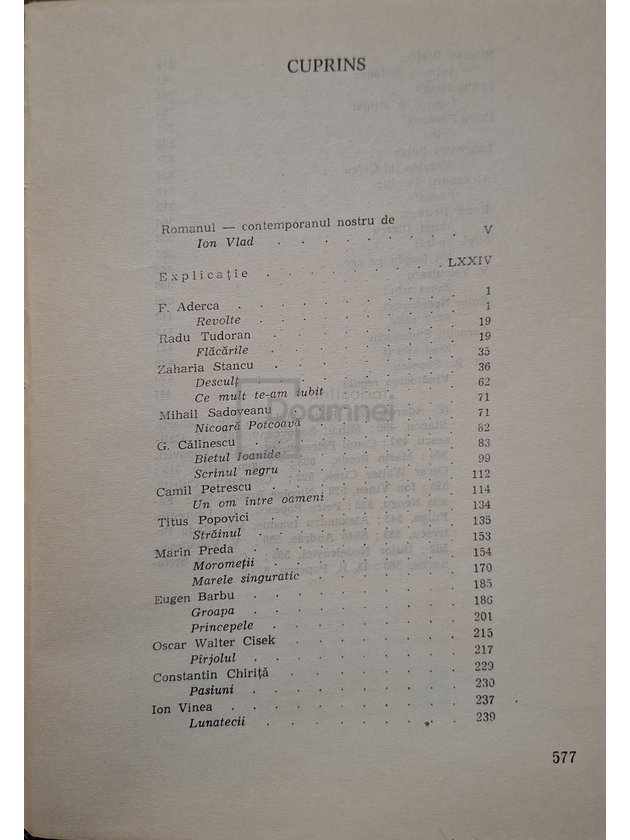 CUPRINS
Romanul — contemporanul nostru de
Ion Vlad . . . . . . . . V
Explicație . . . . . . . . LXXIV
F. Aderca . . . . . . . . 1
Revolte . . . . . . . . 1
Radu Tudoran . . . . . . . . 19
Flăcările . . . . . . . . 19
Zaharia Stancu . . . . . . . . 35
Desculț . . . . . . . . 36
Ce mult te-am iubit . . . . . . 62
Mihail Sadoveanu . . . . . . 71
Nicoară Potcoavă . . . . . . 71
G. Călinescu . . . . . . . . 82
Bietul Ioanide . . . . . . . 83
Scrinul negru . . . . . . . 99
Camil Petrescu . . . . . . . 112
Un om între oameni . . . . . 114
Titus Popovici . . . . . . . 134
Străinul . . . . . . . . 135
Marin Preda . . . . . . . . 153
Moromeții . . . . . . . . 154
Marele singuratic . . . . . . 170
Eugen Barbu . . . . . . . . 185
Groapa . . . . . . . . 186
Princepele . . . . . . . . 201
Oscar Walter Cisek . . . . . . 215
Pîrjolul . . . . . . . . 217
Constantin Chiriță . . . . . . 229
Pasiuni . . . . . . . . 230
Ion Vinea . . . . . . . . 237
Lunatecii . . . . . . . . 239
577
Doamnei